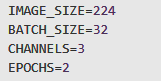 IMAGE_SIZE=224
BATCH_SIZE=32
CHANNELS=3
EPOCHS=2